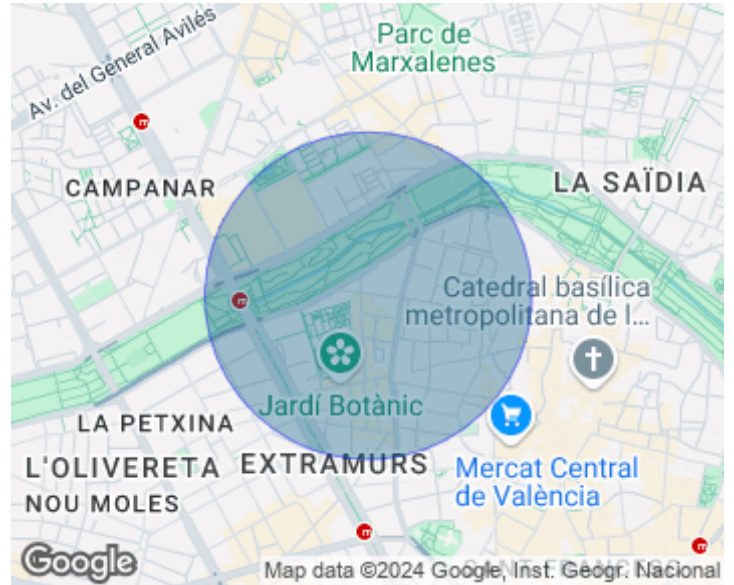 Parc de
Marxalenes
Av. del General Avilés
CAMPANAR
LA SAÏDIA
Catedral basílica
metropolitana de l...
Jardí Botànic
LA PETXINA
L'OLIVERETA
EXTRAMURS
NOU MOLES
Mercat Central
de València
Google
Map data ©2024 Google, Inst. Geogr. Nacional